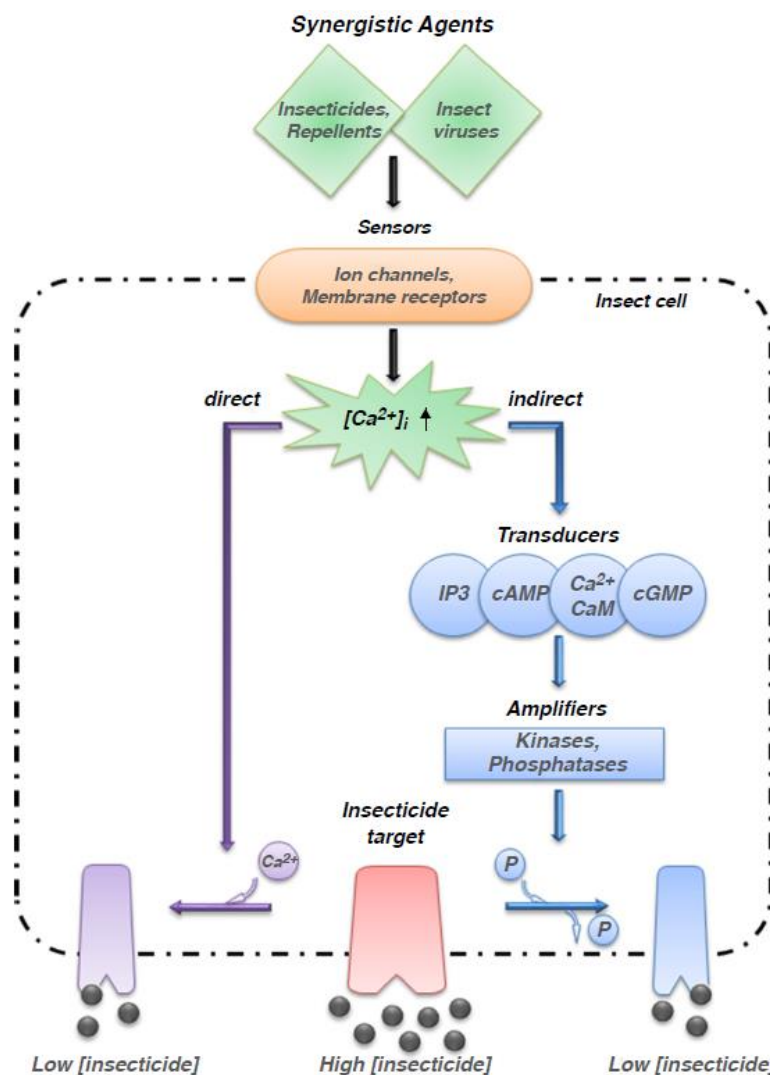 Synergistic Agents
Insecticides,
Repellents
Insect
viruses
Sensors
Ion channels,
Membrane receptors
Insect cell
direct
[Ca²⁺]ᵢ
indirect
Transducers
IP3
cAMP
Ca²⁺
CaM
cGMP
Amplifiers
Kinases,
Phosphatases
Insecticide
target
Ca²⁺
P
P
Low [insecticide]
High [insecticide]
Low [insecticide]